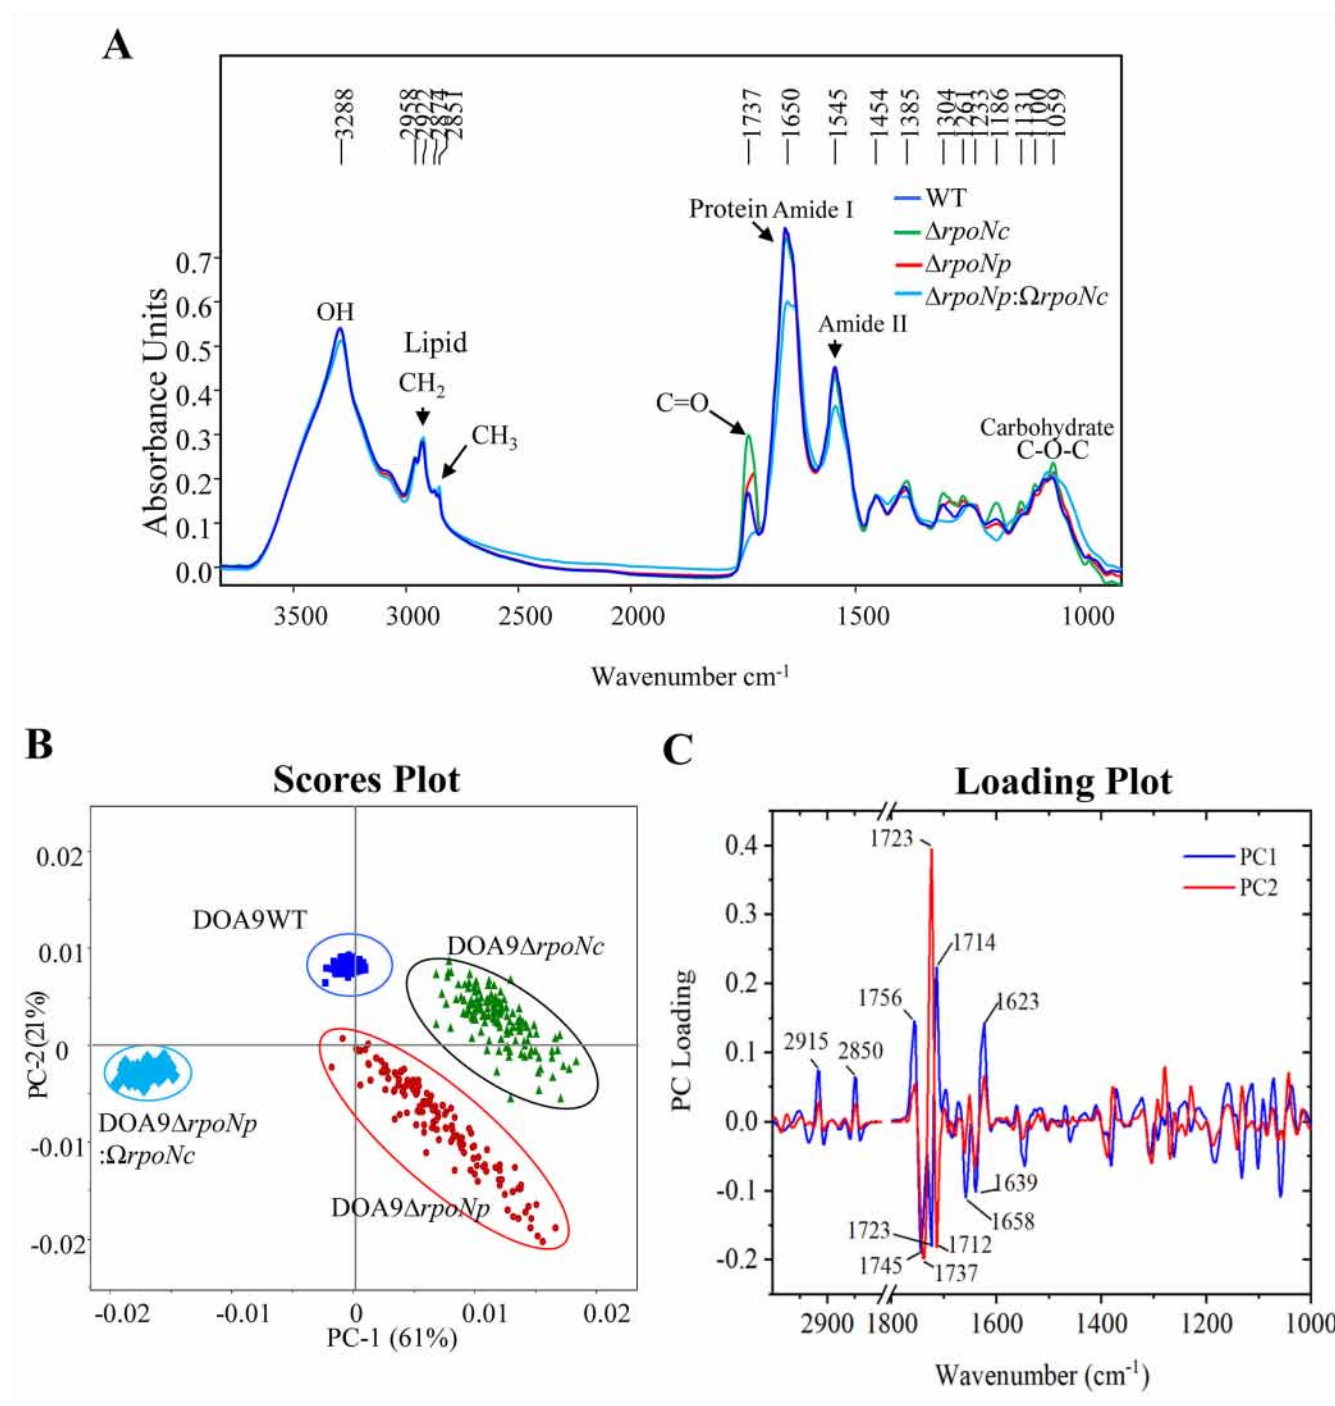 A
3288
2958
2922
2874
2851
1737
1650
1545
1454
1385
1304
1261
1233
1186
1131
1100
1059
WT
ΔrpoNc
ΔrpoNp
ΔrpoNp:ΩrpoNc
Protein Amide I
Amide II
OH
Lipid
CH2
CH3
C=O
Carbohydrate
C-O-C
Absorbance Units
0.7
0.6
0.5
0.4
0.3
0.2
0.1
0.0
3500 3000 2500 2000 1500 1000
Wavenumber cm-1
B
Scores Plot
DOA9WT
DOA9ΔrpoNc
DOA9ΔrpoNp
:ΩrpoNc
DOA9ΔrpoNp
PC-2 (21%)
0.02
0.01
0
-0.01
-0.02
-0.02 -0.01 0 0.01 0.02
PC-1 (61%)
C
Loading Plot
PC1
PC2
1723
1714
1756
1623
2915
2850
1639
1658
1723
1712
1745
1737
PC Loading
0.4
0.3
0.2
0.1
0.0
-0.1
-0.2
2900 1800 1600 1400 1200 1000
Wavenumber (cm-1)